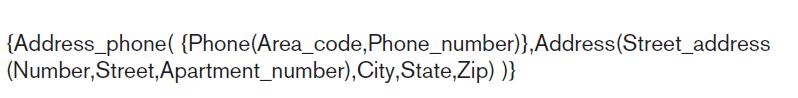 {Address_phone( {Phone(Area_code,Phone_number)},Address(Street_address
(Number,Street,Apartment_number),City,State,Zip) )}